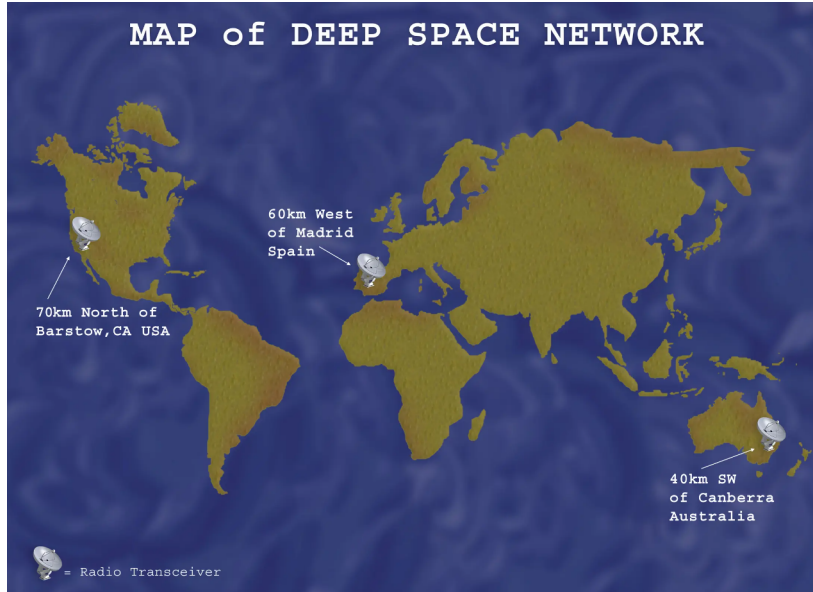 MAP of DEEP SPACE NETWORK
60km West
of Madrid
Spain
70km North of
Barstow,CA USA
40km SW
of Canberra
Australia
= Radio Transceiver